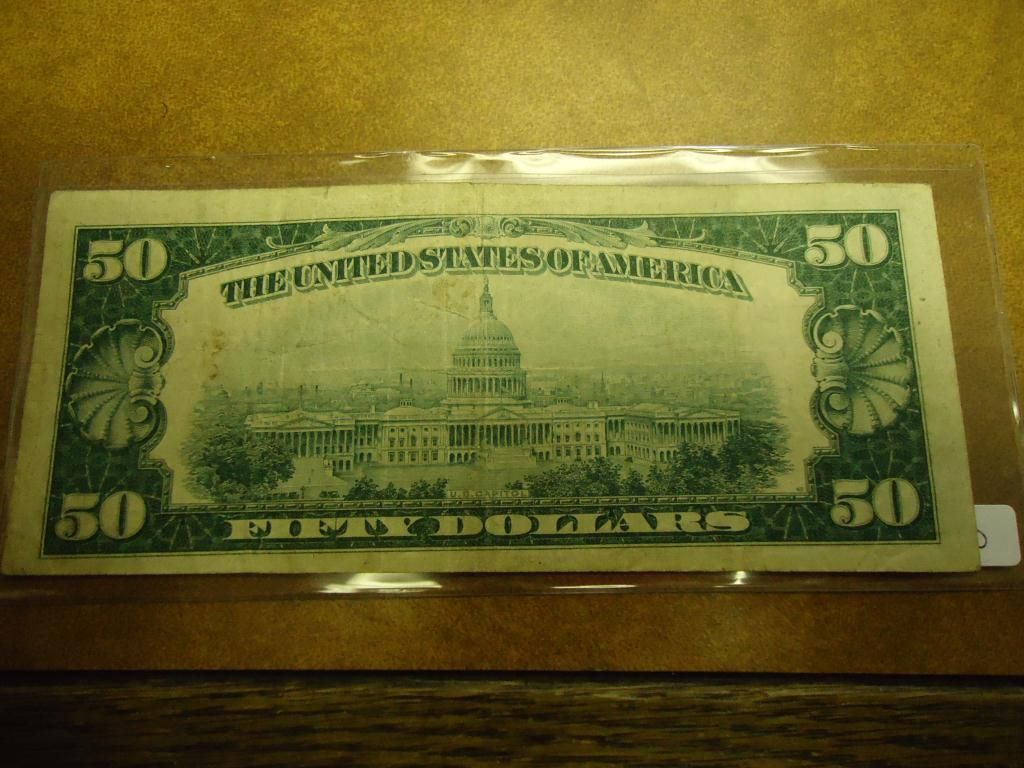 50 50
THE UNITED STATES OF AMERICA
U.S. CAPITOL
50 50
FIFTY DOLLARS